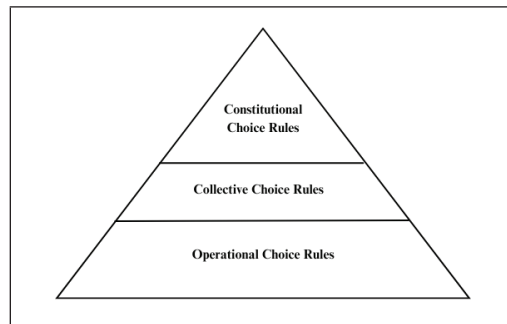 Constitutional
Choice Rules
Collective Choice Rules
Operational Choice Rules